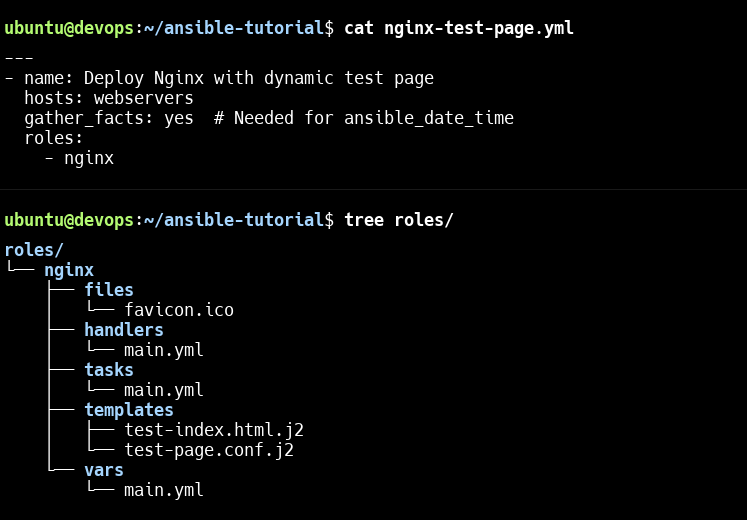 ubuntu@devops:~/ansible-tutorial$ cat nginx-test-page.yml
---
- name: Deploy Nginx with dynamic test page
  hosts: webservers
  gather_facts: yes  # Needed for ansible_date_time
  roles:
    - nginx
ubuntu@devops:~/ansible-tutorial$ tree roles/
roles/
└── nginx
    ├── files
    │   └── favicon.ico
    ├── handlers
    │   └── main.yml
    ├── tasks
    │   └── main.yml
    ├── templates
    │   ├── test-index.html.j2
    │   └── test-page.conf.j2
    └── vars
        └── main.yml